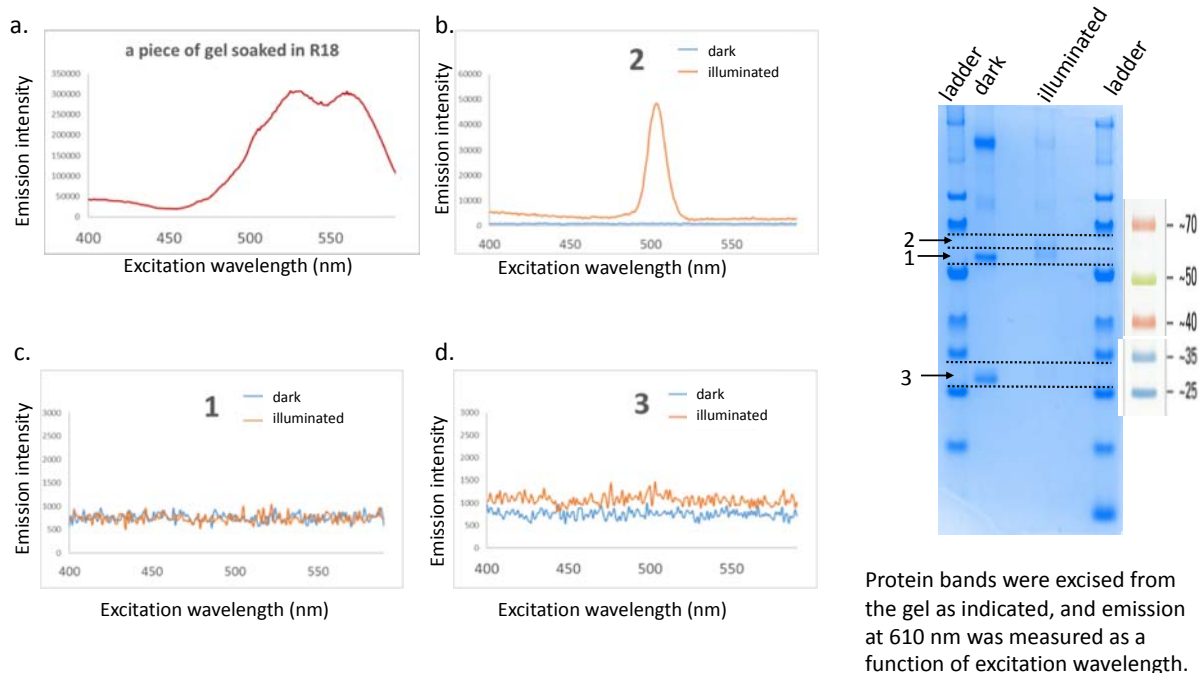 a.
a piece of gel soaked in R18
Emission intensity
350000
300000
250000
200000
150000
100000
50000
0
400 450 500 550
Excitation wavelength (nm)
b.
2
dark
illuminated
Emission intensity
60000
50000
40000
30000
20000
10000
0
400 450 500 550
Excitation wavelength (nm)
c.
1
dark
illuminated
Emission intensity
3000
2500
2000
1500
1000
500
0
400 450 500 550
Excitation wavelength (nm)
d.
3
dark
illuminated
Emission intensity
3000
2500
2000
1500
1000
500
0
400 450 500 550
Excitation wavelength (nm)
ladder
dark
illuminated
ladder
2
1
3
~70
~50
~40
~35
~25
Protein bands were excised from
the gel as indicated, and emission
at 610 nm was measured as a
function of excitation wavelength.